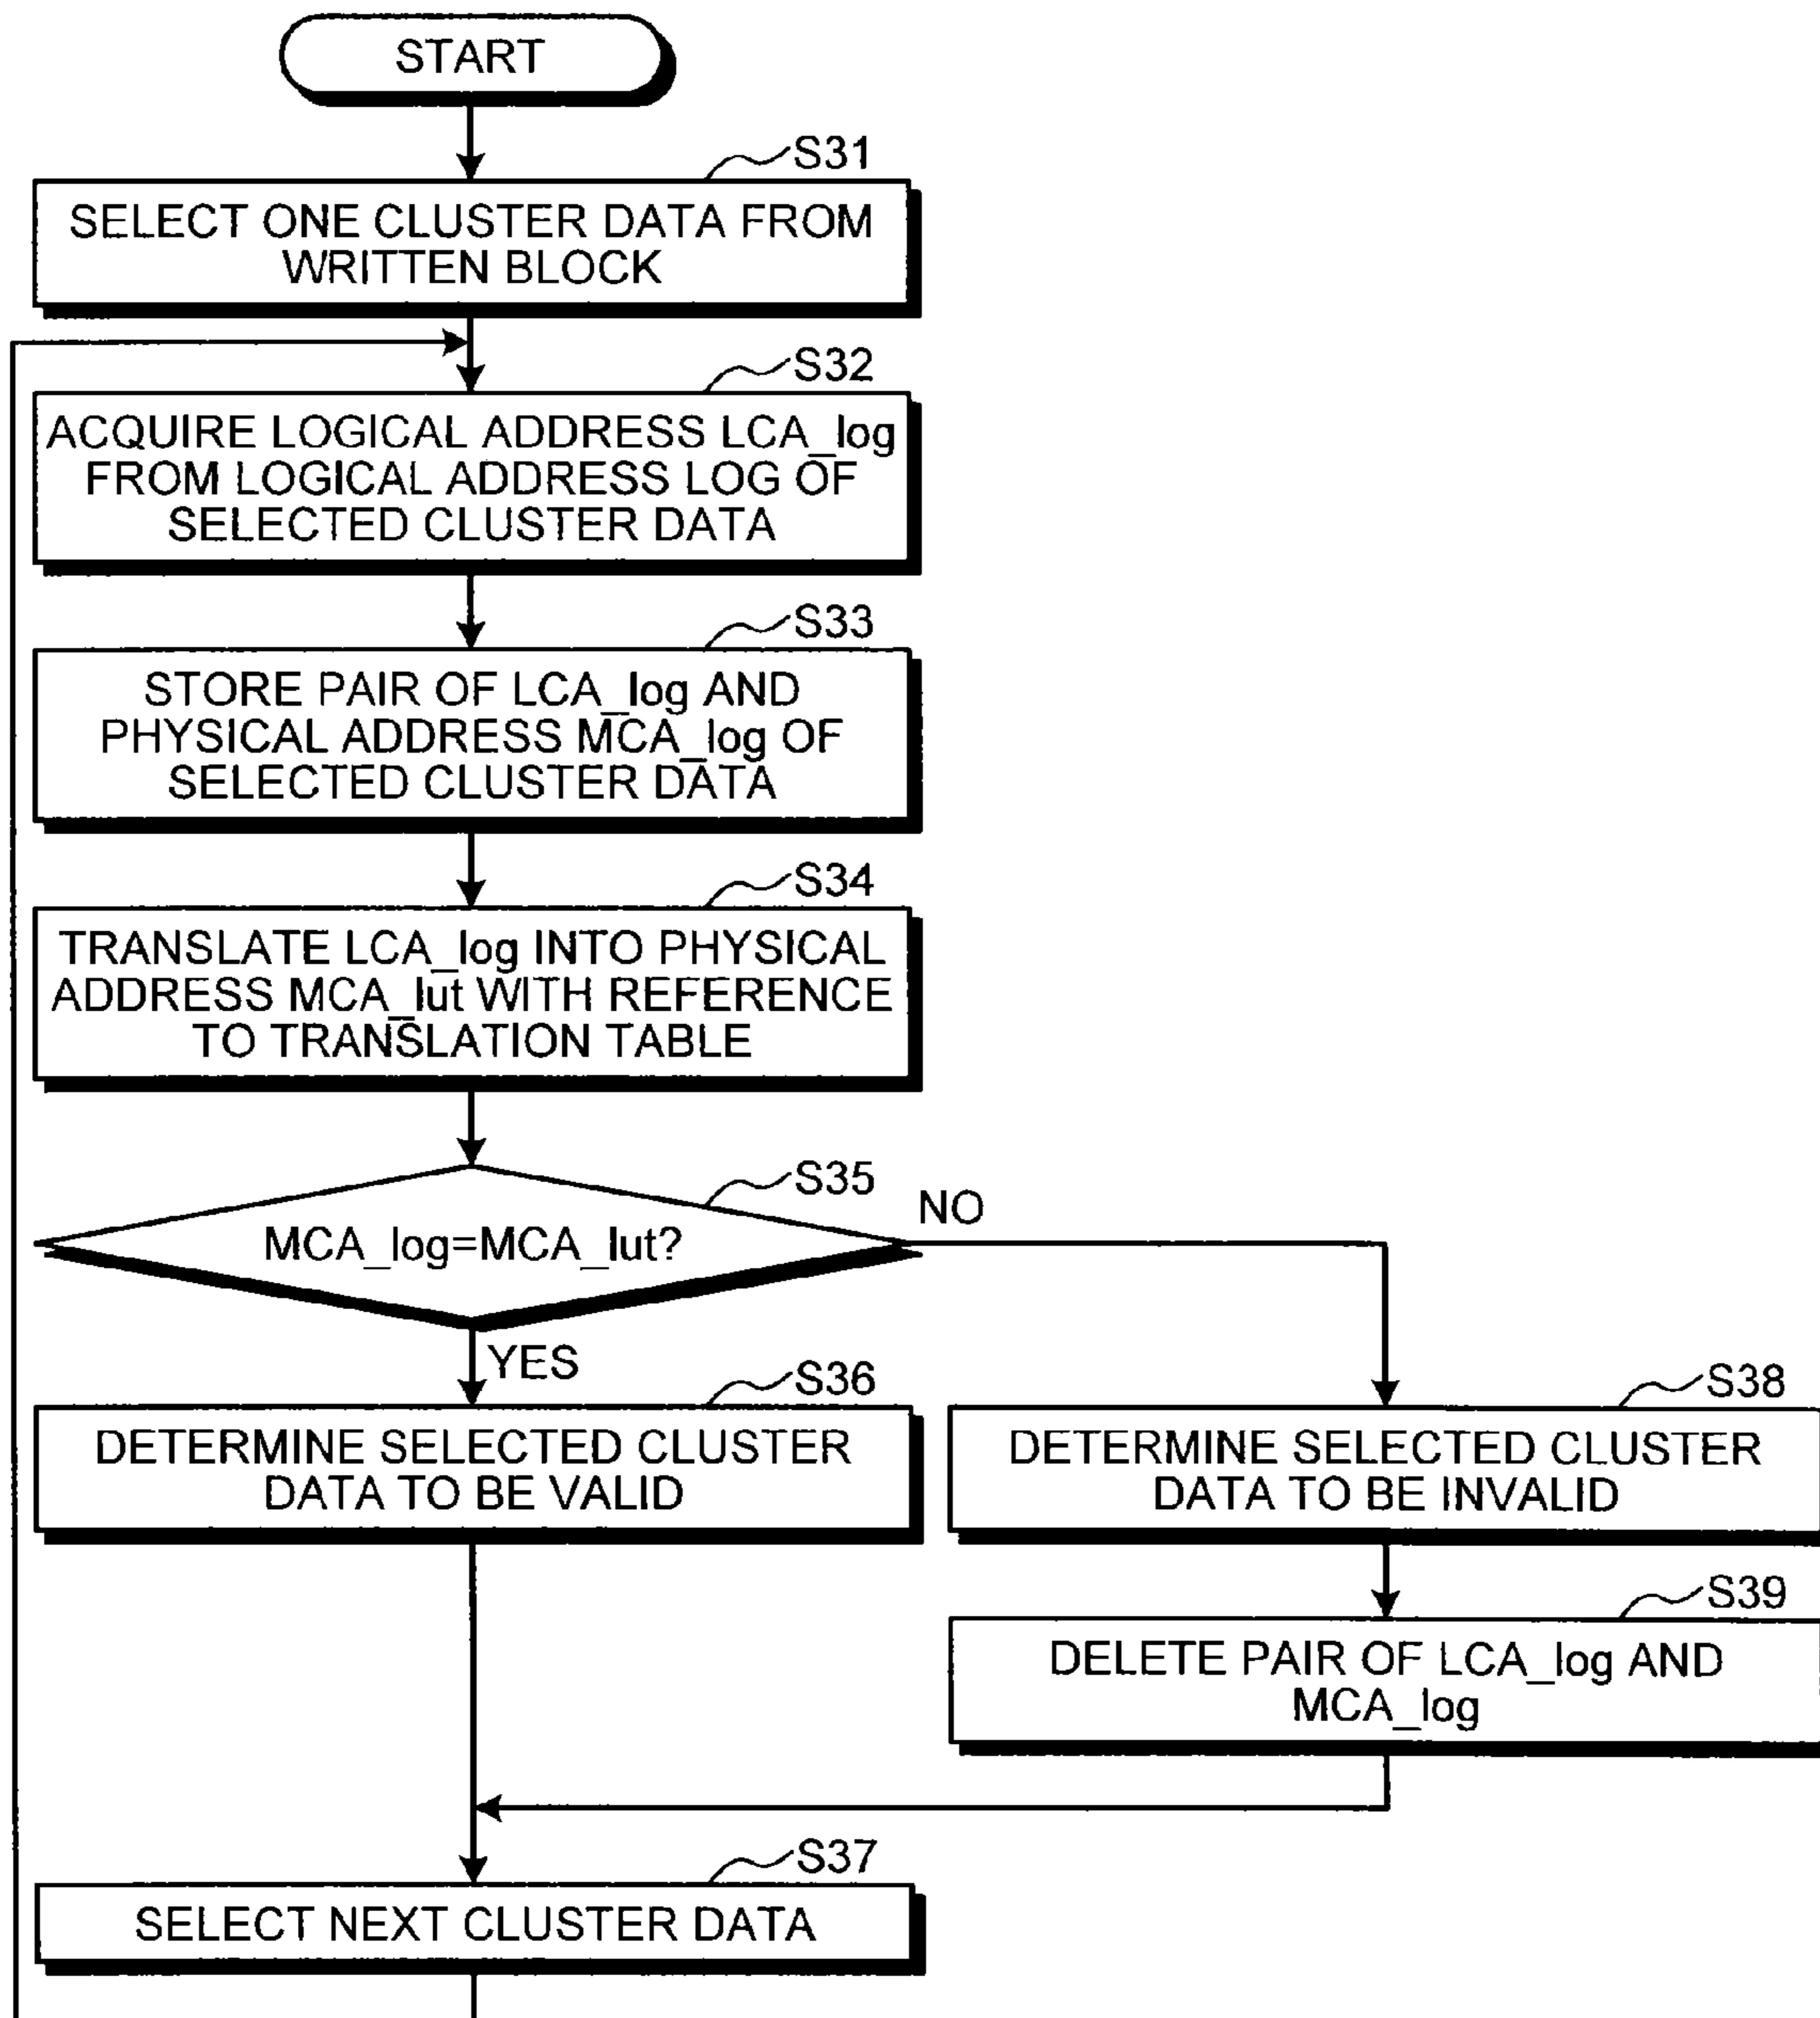 START
S31
SELECT ONE CLUSTER DATA FROM
WRITTEN BLOCK
S32
ACQUIRE LOGICAL ADDRESS LCA_log
FROM LOGICAL ADDRESS LOG OF
SELECTED CLUSTER DATA
S33
STORE PAIR OF LCA_log AND
PHYSICAL ADDRESS MCA_log OF
SELECTED CLUSTER DATA
S34
TRANSLATE LCA_log INTO PHYSICAL
ADDRESS MCA_lut WITH REFERENCE
TO TRANSLATION TABLE
S35
MCA_log=MCA_lut?
NO
YES
S36
DETERMINE SELECTED CLUSTER
DATA TO BE VALID
S38
DETERMINE SELECTED CLUSTER
DATA TO BE INVALID
S39
DELETE PAIR OF LCA_log AND
MCA_log
S37
SELECT NEXT CLUSTER DATA